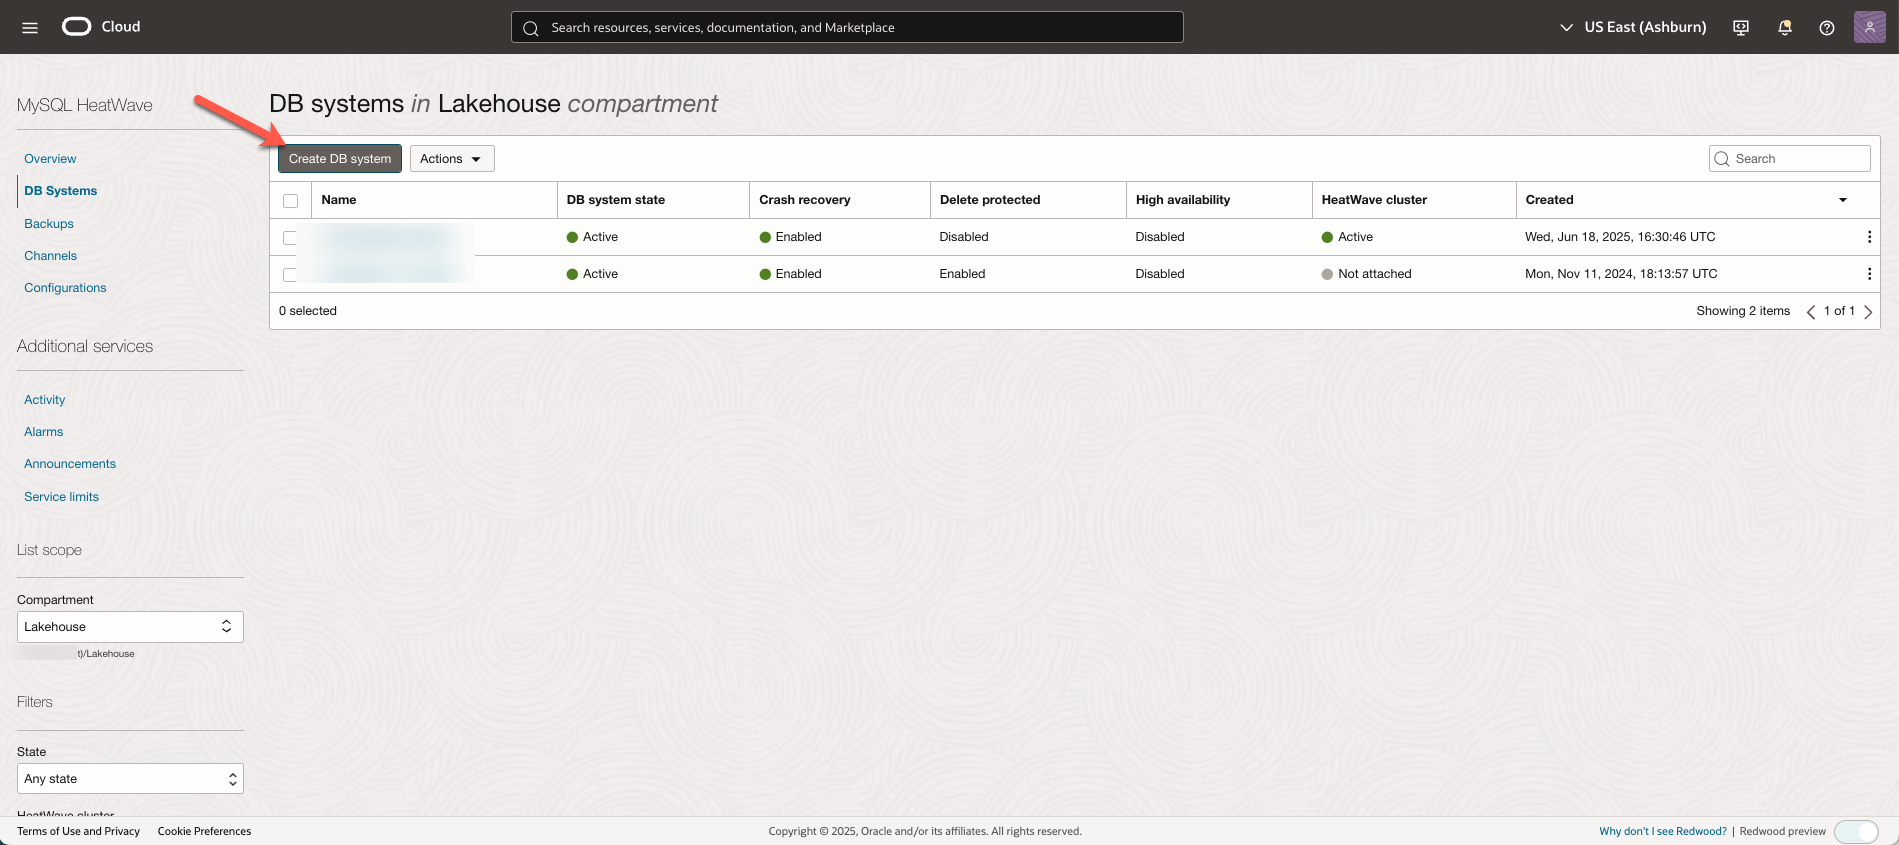 Cloud
Search resources, services, documentation, and Marketplace
US East (Ashburn)
MySQL HeatWave
Overview
DB Systems
Backups
Channels
Configurations
Additional services
Activity
Alarms
Announcements
Service limits
List scope
Compartment
Lakehouse
t)/Lakehouse
Filters
State
Any state
HeatWave cluster
DB systems in Lakehouse compartment
Create DB system Actions
Search
Name DB system state Crash recovery Delete protected High availability HeatWave cluster Created
Active Enabled Disabled Disabled Active Wed, Jun 18, 2025, 16:30:46 UTC
Active Enabled Enabled Disabled Not attached Mon, Nov 11, 2024, 18:13:57 UTC
0 selected
Showing 2 items 1 of 1
Terms of Use and Privacy Cookie Preferences
Copyright © 2025, Oracle and/or its affiliates. All rights reserved.
Why don't I see Redwood? | Redwood preview